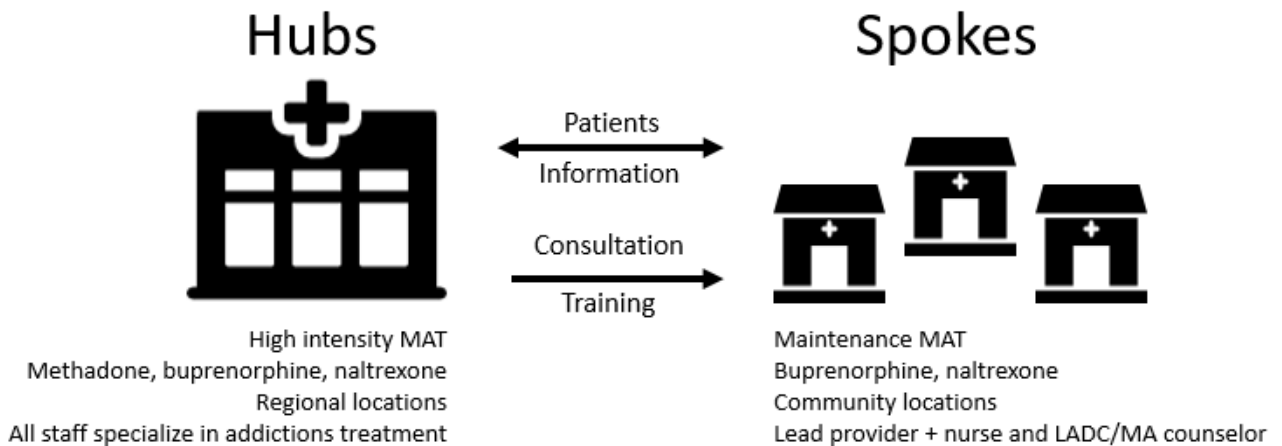 Hubs
Spokes
Patients
Information
Consultation
Training
High intensity MAT
Methadone, buprenorphine, naltrexone
Regional locations
All staff specialize in addictions treatment
Maintenance MAT
Buprenorphine, naltrexone
Community locations
Lead provider + nurse and LADC/MA counselor